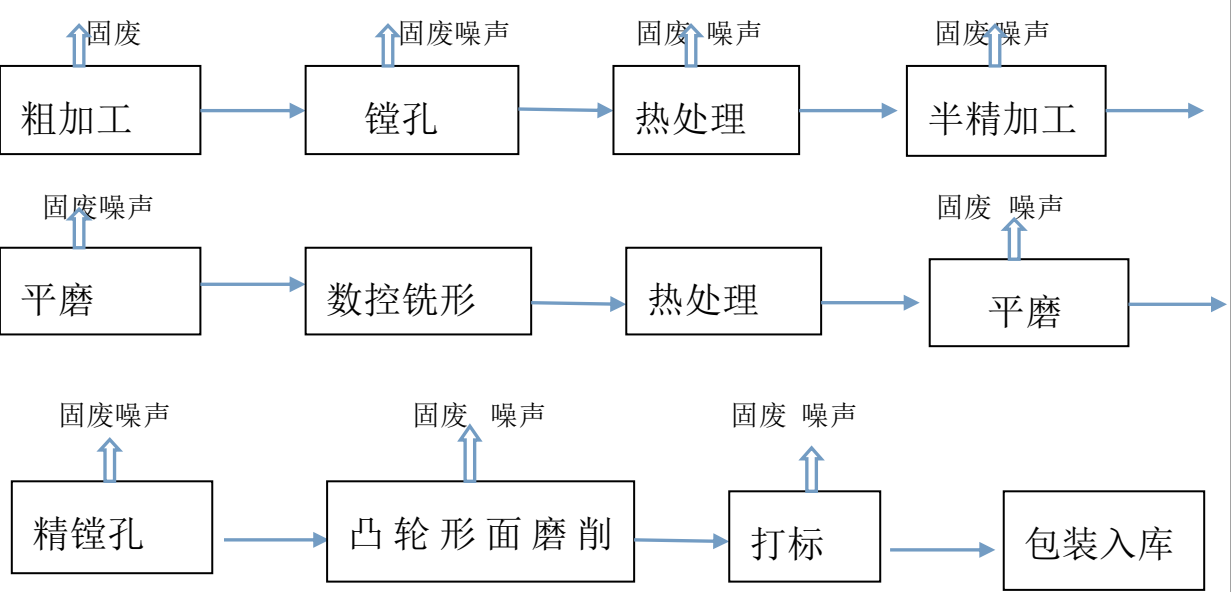 固废 固废噪声 固废 噪声 固废噪声
粗加工 镗孔 热处理 半精加工
固废噪声 固废 噪声
平磨 数控铣形 热处理 平磨
固废噪声 固废 噪声 固废 噪声
精镗孔 凸轮形面磨削 打标 包装入库